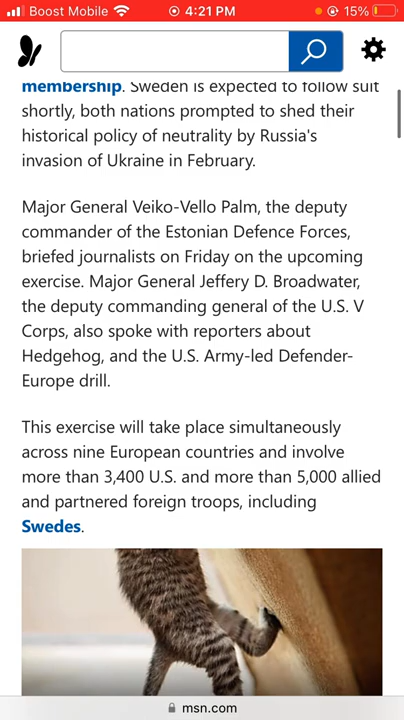 Boost Mobile 4:21 PM 15%
membership. Sweden is expected to follow suit
shortly, both nations prompted to shed their
historical policy of neutrality by Russia's
invasion of Ukraine in February.
Major General Veiko-Vello Palm, the deputy
commander of the Estonian Defence Forces,
briefed journalists on Friday on the upcoming
exercise. Major General Jeffery D. Broadwater,
the deputy commanding general of the U.S. V
Corps, also spoke with reporters about
Hedgehog, and the U.S. Army-led Defender-
Europe drill.
This exercise will take place simultaneously
across nine European countries and involve
more than 3,400 U.S. and more than 5,000 allied
and partnered foreign troops, including
Swedes.
msn.com